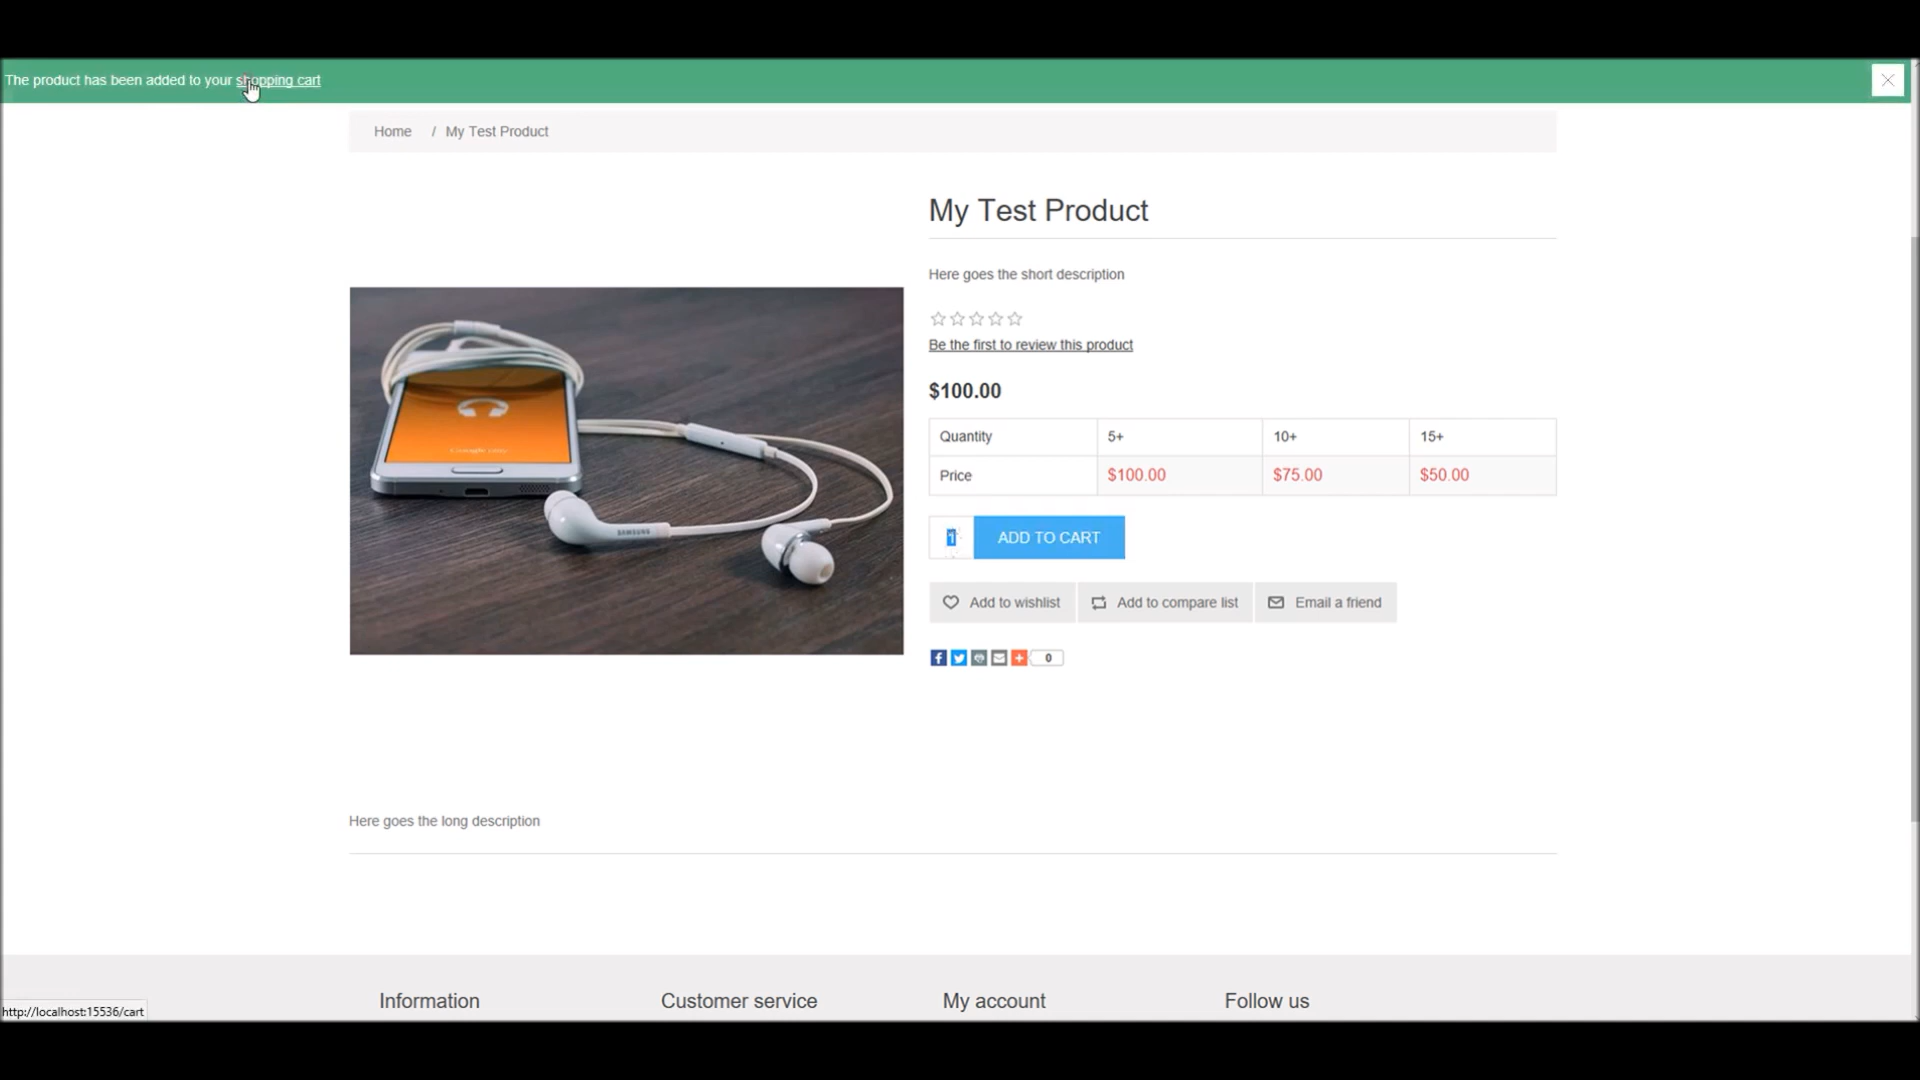 The product has been added to your shopping cart
Home / My Test Product
My Test Product
Here goes the short description
Be the first to review this product
$100.00
Quantity 5+ 10+ 15+
Price $100.00 $75.00 $50.00
1 ADD TO CART
Add to wishlist Add to compare list Email a friend
0
SAMSUNG
Here goes the long description
Information Customer service My account Follow us
http://localhost:15536/cart